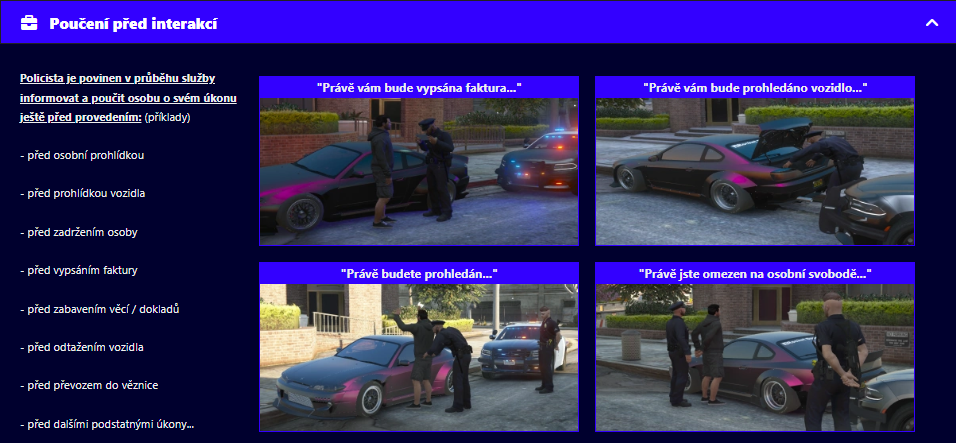 Poučení před interakcí
Policista je povinen v průběhu služby
informovat a poučit osobu o svém úkonu
ještě před provedením: (příklady)
- před osobní prohlídkou
- před prohlídkou vozidla
- před zadržením osoby
- před vypsáním faktury
- před zabavením věcí / dokladů
- před odtažením vozidla
- před převozem do věznice
- před dalšími podstatnými úkony...
"Právě vám bude vypsána faktura..."
"Právě vám bude prohledáno vozidlo..."
"Právě budete prohledán..."
"Právě jste omezen na osobní svobodě..."